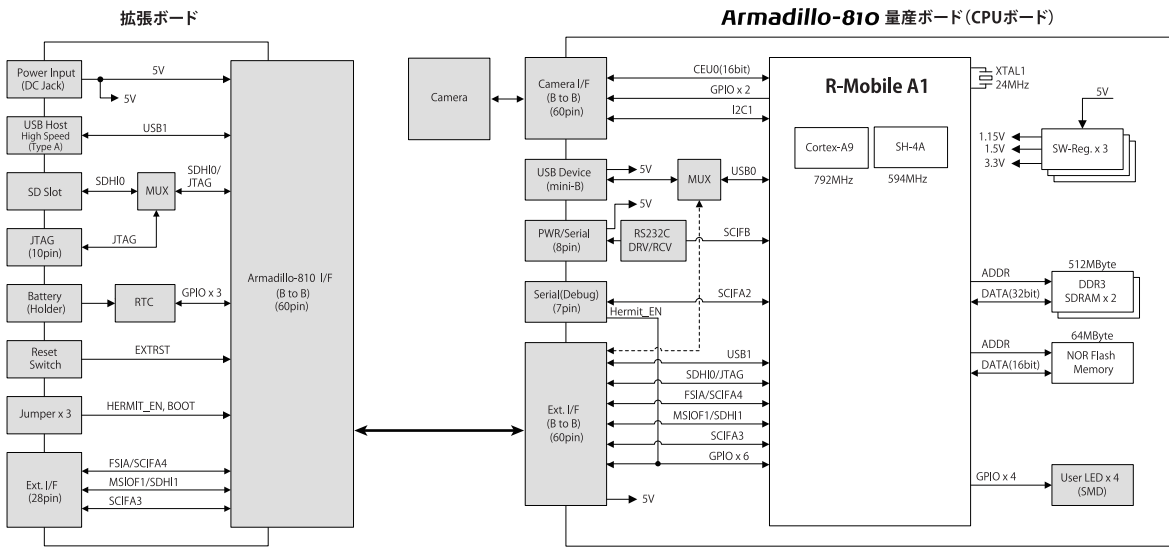 拡張ボード
Power Input
(DC Jack)
5V
5V
USB Host
High Speed
(Type A)
USB1
SD Slot
SDHI0
MUX
SDHI0/
JTAG
JTAG
(10pin)
JTAG
Battery
(Holder)
RTC
GPIO x 3
Reset
Switch
EXTRST
Jumper x 3
HERMIT_EN, BOOT
Ext. I/F
(28pin)
FSIA/SCIFA4
MSIOF1/SDHI1
SCIFA3
Armadillo-810 I/F
(B to B)
(60pin)
Armadillo-810 量産ボード(CPUボード)
Camera
Camera I/F
(B to B)
(60pin)
CEU0(16bit)
GPIO x 2
I2C1
USB Device
(mini-B)
5V
MUX
USB0
PWR/Serial
(8pin)
5V
RS232C
DRV/RCV
SCIFB
Serial(Debug)
(7pin)
SCIFA2
Hermit_EN
Ext. I/F
(B to B)
(60pin)
USB1
SDHI0/JTAG
FSIA/SCIFA4
MSIOF1/SDHI1
SCIFA3
GPIO x 6
5V
R-Mobile A1
Cortex-A9
792MHz
SH-4A
594MHz
XTAL1
24MHz
5V
1.15V
1.5V
3.3V
SW-Reg. x 3
512MByte
ADDR
DATA(32bit)
DDR3
SDRAM x 2
64MByte
ADDR
DATA(16bit)
NOR Flash
Memory
GPIO x 4
User LED x 4
(SMD)